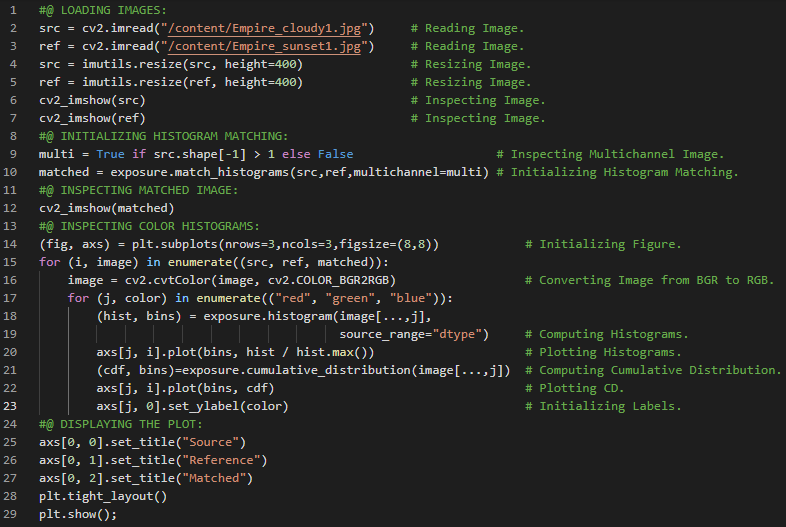 1 #@ LOADING IMAGES:
2 src = cv2.imread("/content/Empire_cloudy1.jpg") # Reading Image.
3 ref = cv2.imread("/content/Empire_sunset1.jpg") # Reading Image.
4 src = imutils.resize(src, height=400) # Resizing Image.
5 ref = imutils.resize(ref, height=400) # Resizing Image.
6 cv2_imshow(src) # Inspecting Image.
7 cv2_imshow(ref) # Inspecting Image.
8 #@ INITIALIZING HISTOGRAM MATCHING:
9 multi = True if src.shape[-1] > 1 else False # Inspecting Multichannel Image.
10 matched = exposure.match_histograms(src,ref,multichannel=multi) # Initializing Histogram Matching.
11 #@ INSPECTING MATCHED IMAGE:
12 cv2_imshow(matched)
13 #@ INSPECTING COLOR HISTOGRAMS:
14 (fig, axs) = plt.subplots(nrows=3,ncols=3,figsize=(8,8)) # Initializing Figure.
15 for (i, image) in enumerate((src, ref, matched)):
16     image = cv2.cvtColor(image, cv2.COLOR_BGR2RGB) # Converting Image from BGR to RGB.
17     for (j, color) in enumerate(("red", "green", "blue")):
18         (hist, bins) = exposure.histogram(image[...,j],
19                                           source_range="dtype") # Computing Histograms.
20         axs[j, i].plot(bins, hist / hist.max()) # Plotting Histograms.
21         (cdf, bins)=exposure.cumulative_distribution(image[...,j]) # Computing Cumulative Distribution.
22         axs[j, i].plot(bins, cdf) # Plotting CD.
23         axs[j, 0].set_ylabel(color) # Initializing Labels.
24 #@ DISPLAYING THE PLOT:
25 axs[0, 0].set_title("Source")
26 axs[0, 1].set_title("Reference")
27 axs[0, 2].set_title("Matched")
28 plt.tight_layout()
29 plt.show();